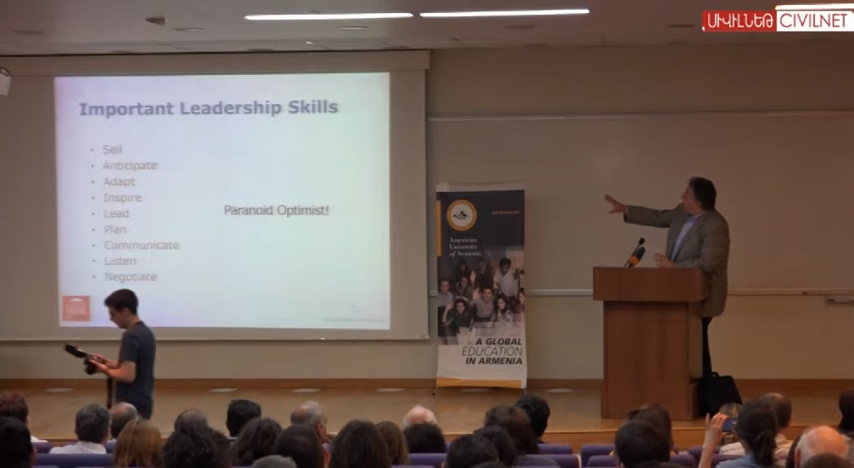 ՍԻՎԻԼՆԵԹ CIVILNET
Important Leadership Skills
• Sell
• Anticipate
• Adapt
• Inspire
• Lead
• Plan
• Communicate
• Listen
• Negotiate
Paranoid Optimist!
American
University
of Armenia
A GLOBAL
EDUCATION
IN ARMENIA